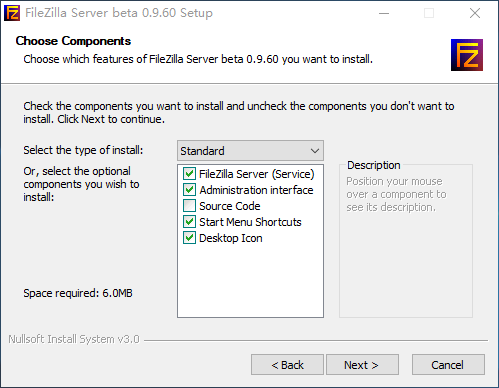 FileZilla Server beta 0.9.60 Setup
Choose Components
Choose which features of FileZilla Server beta 0.9.60 you want to install.
Fz
Check the components you want to install and uncheck the components you don't want to
install. Click Next to continue.
Select the type of install:
Standard
Or, select the optional
components you wish to
install:
FileZilla Server (Service)
Administration interface
Source Code
Start Menu Shortcuts
Desktop Icon
Description
Position your mouse
over a component to
see its description.
Space required: 6.0MB
Nullsoft Install System v3.0
< Back
Next >
Cancel